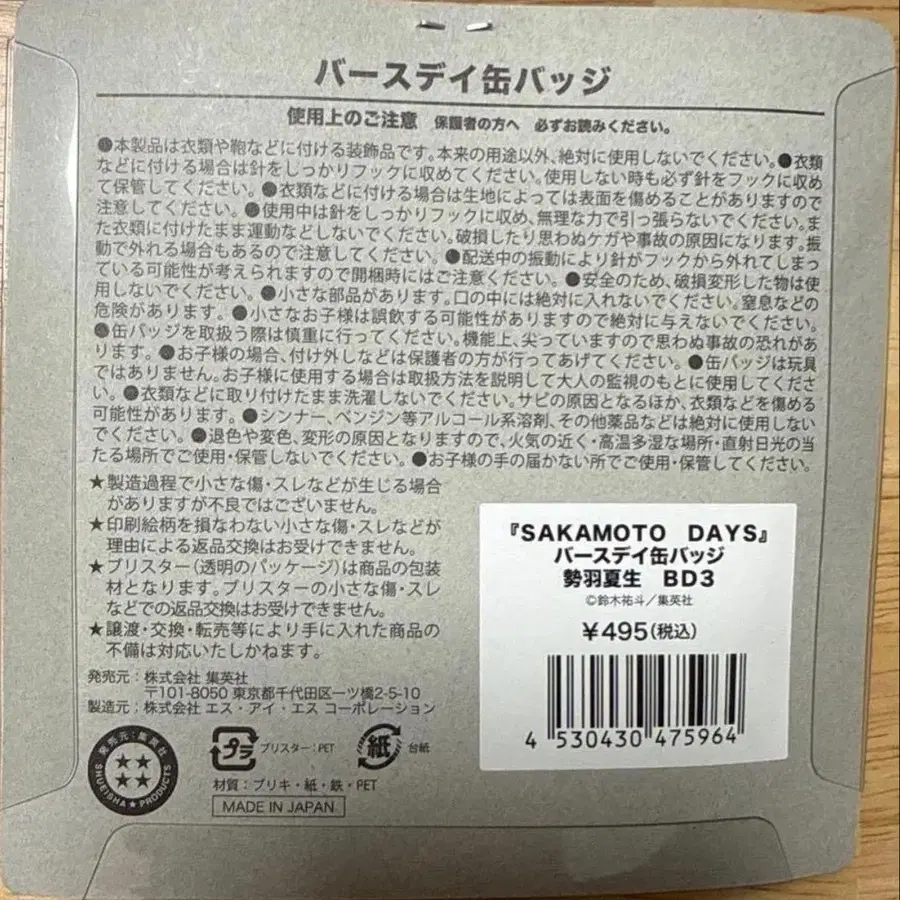 バースデイ缶バッジ
使用上のご注意 保護者の方へ 必ずお読みください。
●本製品は衣類や鞄などに付ける装飾品です。本来の用途以外、絶対に使用しないでください。●衣類
などに付ける場合は針をしっかりフックに収めてください。使用しない時も必ず針をフックに収め
て保管してください。●衣類などに付ける場合は生地によっては表面を傷めることがありますので
注意してください。●使用中は針をしっかりフックに収め、無理な力で引っ張らないでください。ま
た衣類に付けたまま運動などしないでください。破損したり思わぬケガや事故の原因になります。振
動で外れる場合もあるので注意してください。●配送中の振動により針がフックから外れてしまっ
ている可能性が考えられますので開梱時にはご注意ください。●安全のため、破損変形した物は使
用しないでください。●小さな部品があります。口の中には絶対に入れないでください。窒息などの
危険があります。●小さなお子様は誤飲する可能性がありますので絶対に与えないでください。
●缶バッジを取扱う際は慎重に行ってください。機能上、尖っていますので思わぬ事故の恐れがあ
ります。●お子様の場合、付け外しなどは保護者の方が行ってあげてください。●缶バッジは玩具
ではありません。お子様に使用する場合は取扱方法を説明して大人の監視のもとに使用してくださ
い。●衣類などに取り付けたまま洗濯しないでください。サビの原因となるほか、衣類などを傷める
可能性があります。●シンナー、ベンジン等アルコール系溶剤、その他薬品などは絶対に使用しない
でください。●退色や変色、変形の原因となりますので、火気の近く・高温多湿な場所・直射日光の当
たる場所でご使用・保管しないでください。●お子様の手の届かない所でご使用・保管してください。
★製造過程で小さな傷・スレなどが生じる場合
がありますが不良ではございません。
★印刷絵柄を損なわない小さな傷・スレなどが
理由による返品交換はお受けできません。
★ブリスター(透明のパッケージ)は商品の包装
材となります。ブリスターの小さな傷・スレ
などでの返品交換はお受けできません。
★譲渡・交換・転売等により手に入れた商品の
不備は対応いたしかねます。
発売元:株式会社 集英社
〒101-8050 東京都千代田区一ツ橋2-5-10
製造元:株式会社 エス・アイ・エス コーポレーション
発売元:集英社
SHUEISHA★PRODUCTS
プラ ブリスター:PET 紙 台紙
材質:ブリキ・紙・鉄・PET
MADE IN JAPAN
『SAKAMOTO DAYS』
バースデイ缶バッジ
勢羽夏生 BD3
©鈴木祐斗/集英社
¥495(税込)
4 530430 475964